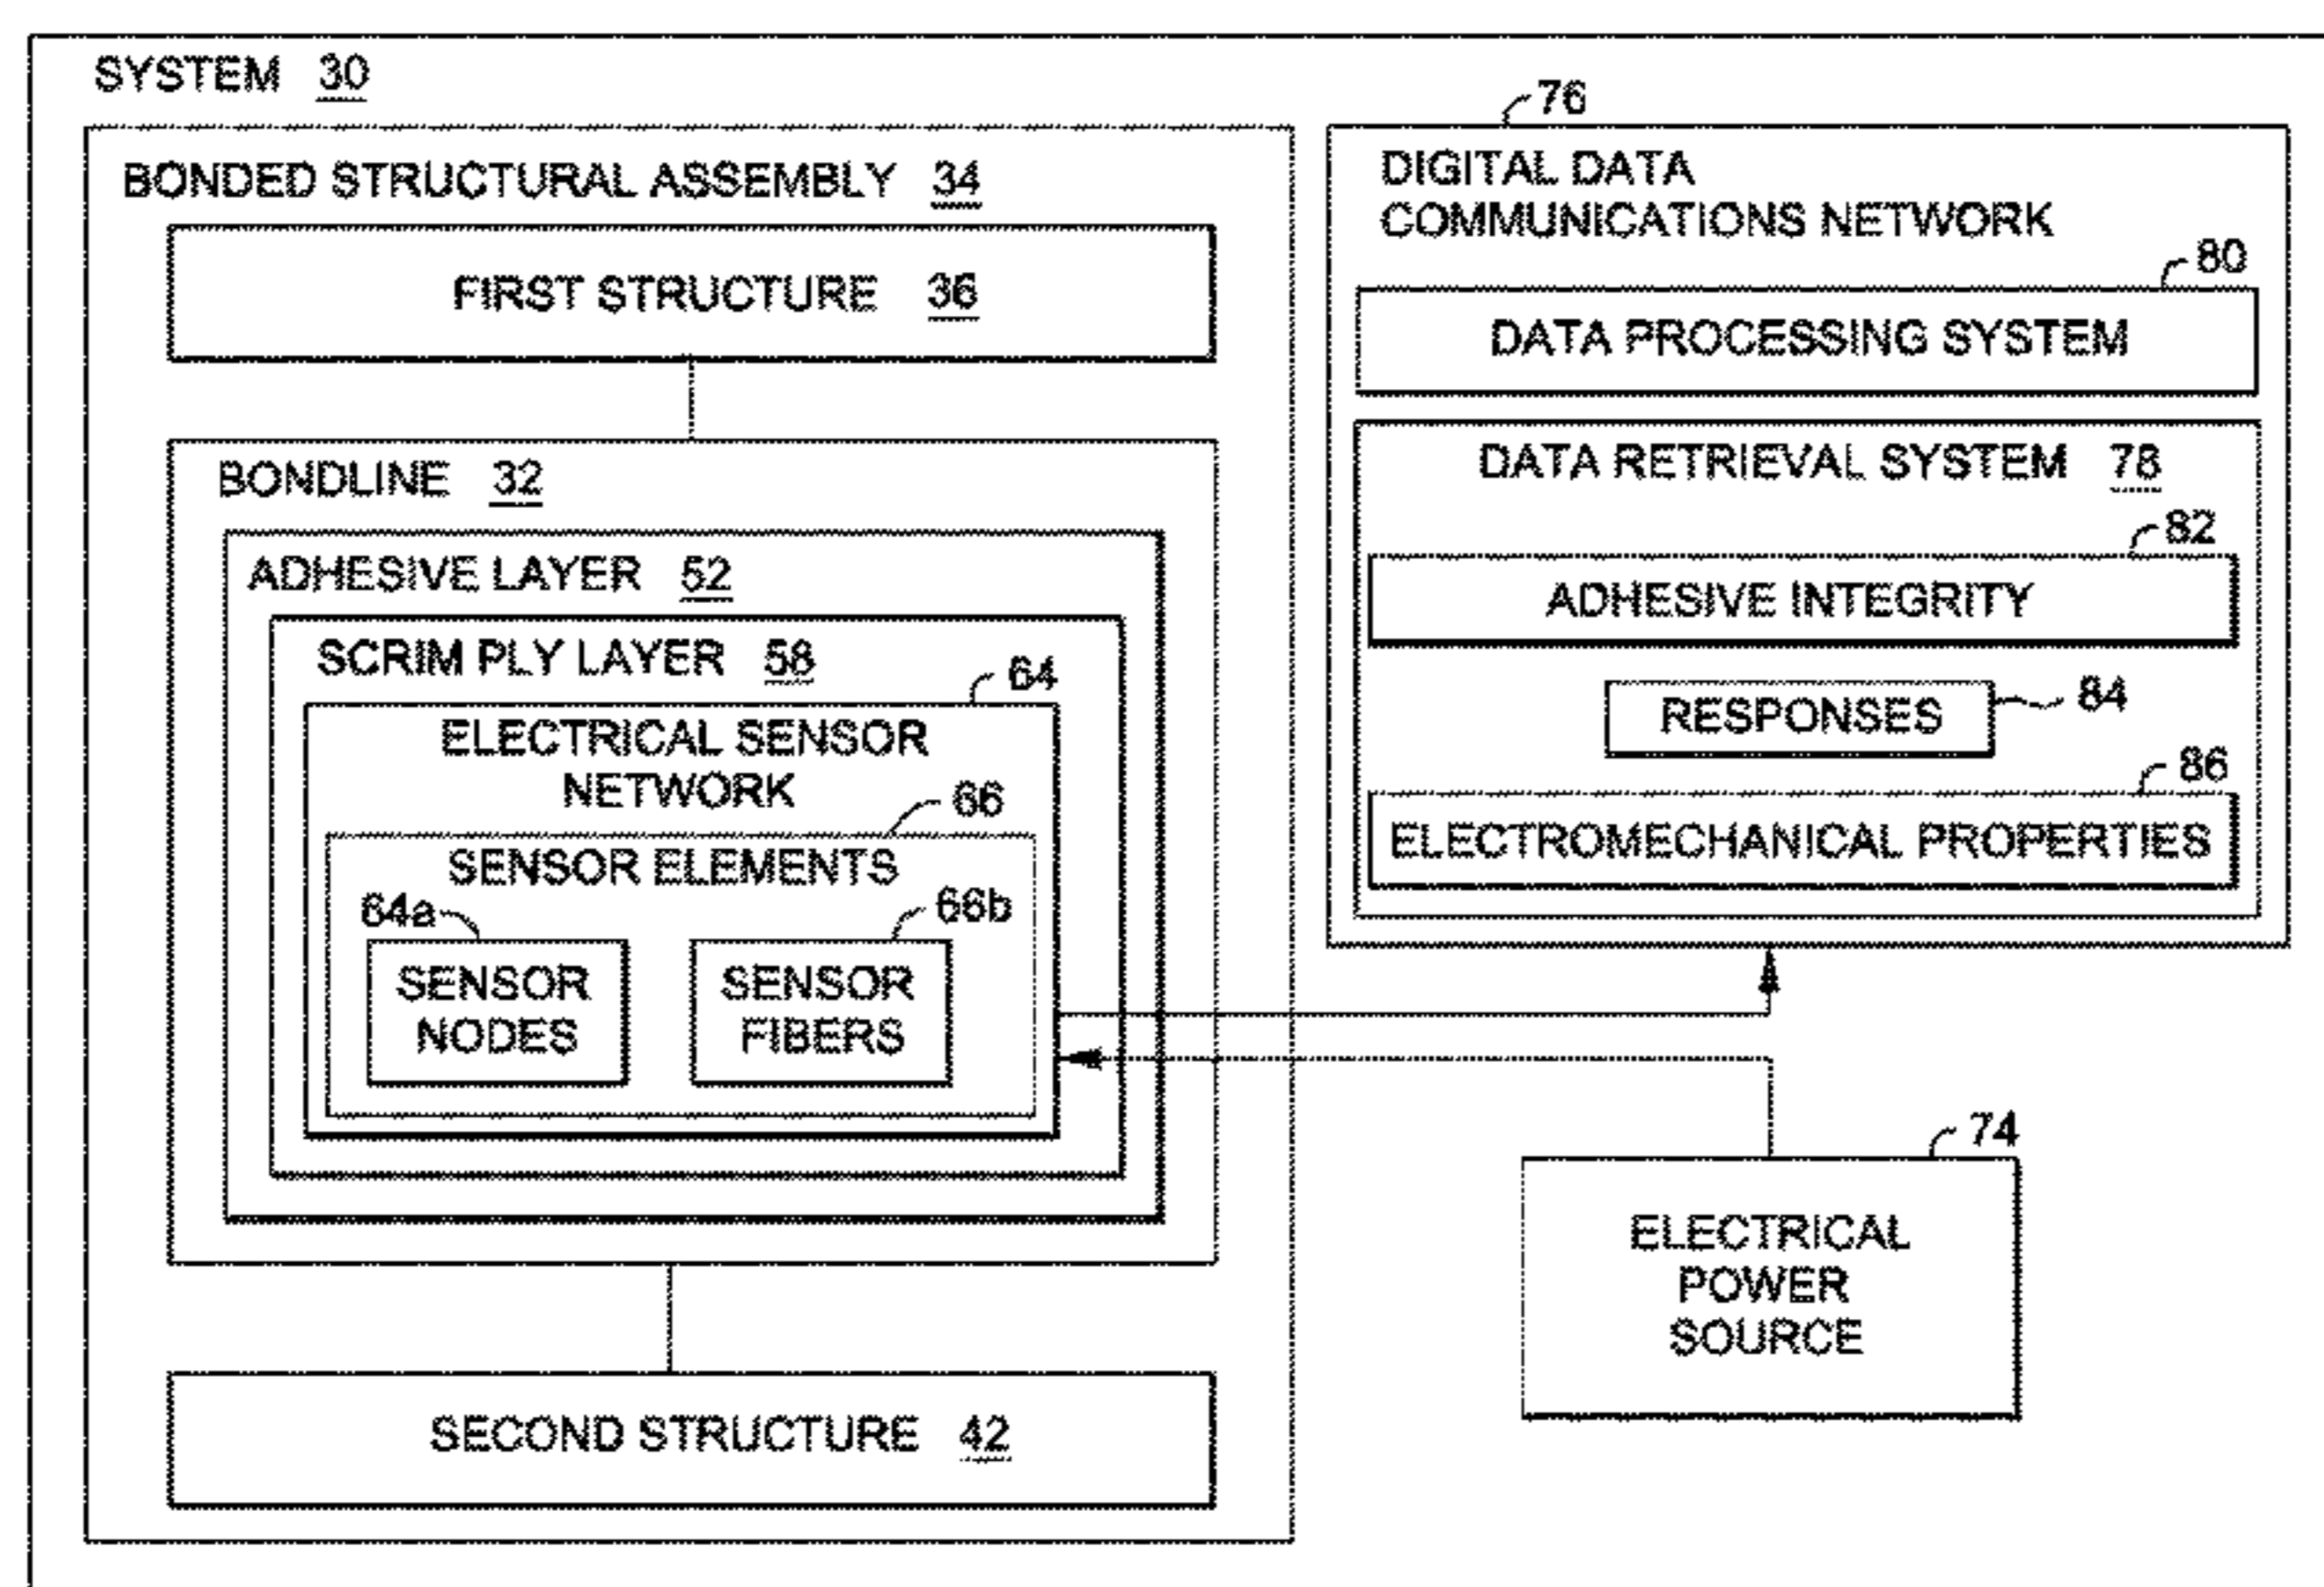 SYSTEM 30
BONDED STRUCTURAL ASSEMBLY 34
FIRST STRUCTURE 36
BONDLINE 32
ADHESIVE LAYER 52
SCRIM PLY LAYER 58
64
ELECTRICAL SENSOR
NETWORK
66
SENSOR ELEMENTS
64a
SENSOR
NODES
66b
SENSOR
FIBERS
SECOND STRUCTURE 42
76
DIGITAL DATA
COMMUNICATIONS NETWORK
80
DATA PROCESSING SYSTEM
DATA RETRIEVAL SYSTEM 78
82
ADHESIVE INTEGRITY
RESPONSES 84
86
ELECTROMECHANICAL PROPERTIES
74
ELECTRICAL
POWER
SOURCE